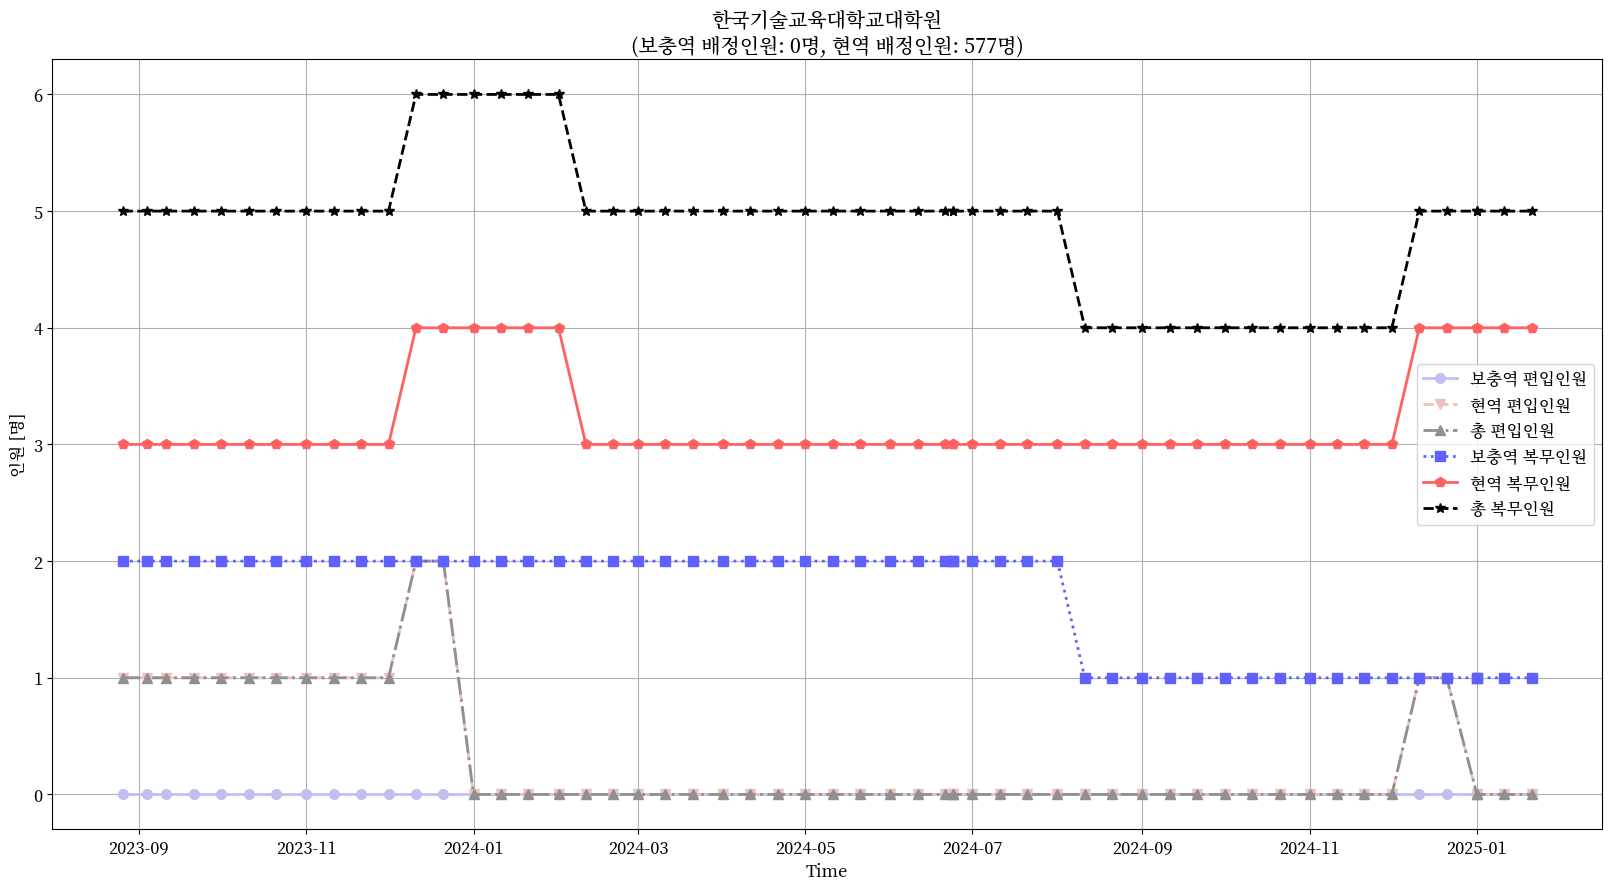 한국기술교육대학교대학원
(보충역 배정인원: 0명, 현역 배정인원: 577명)
인원 [명]
6
5
4
3
2
1
0
보충역 편입인원
현역 편입인원
총 편입인원
보충역 복무인원
현역 복무인원
총 복무인원
2023-09 2023-11 2024-01 2024-03 2024-05 2024-07 2024-09 2024-11 2025-01
Time